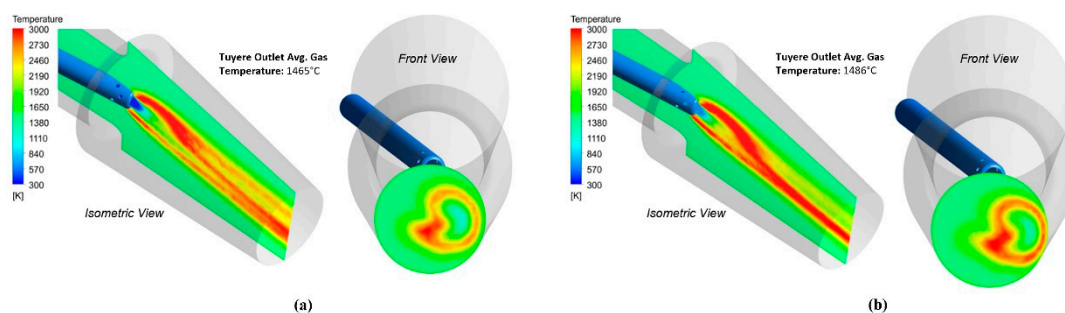 Temperature
3000
2730
2460
2190
1920
1650
1380
1110
840
570
300
[K]
Tuyere Outlet Avg. Gas
Temperature: 1465°C
Front View
Isometric View
(a)
Temperature
3000
2730
2460
2190
1920
1650
1380
1110
840
570
300
[K]
Tuyere Outlet Avg. Gas
Temperature: 1486°C
Front View
Isometric View
(b)